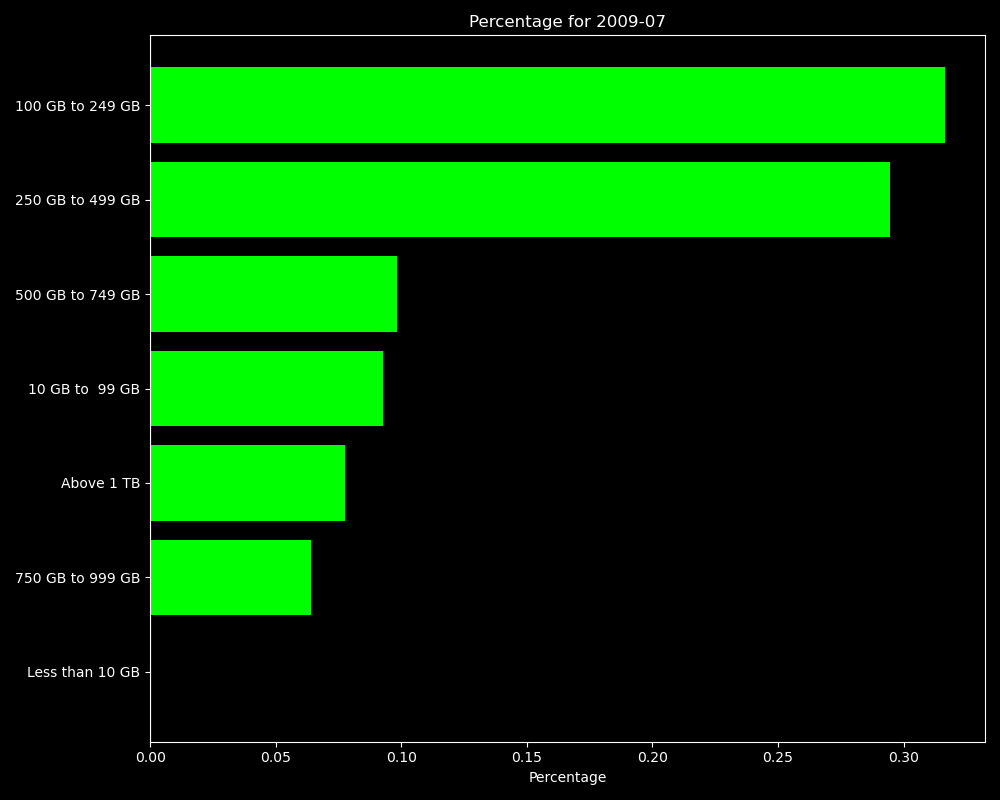 Percentage for 2009-07
100 GB to 249 GB
250 GB to 499 GB
500 GB to 749 GB
10 GB to  99 GB
Above 1 TB
750 GB to 999 GB
Less than 10 GB
0.00 0.05 0.10 0.15 0.20 0.25 0.30
Percentage